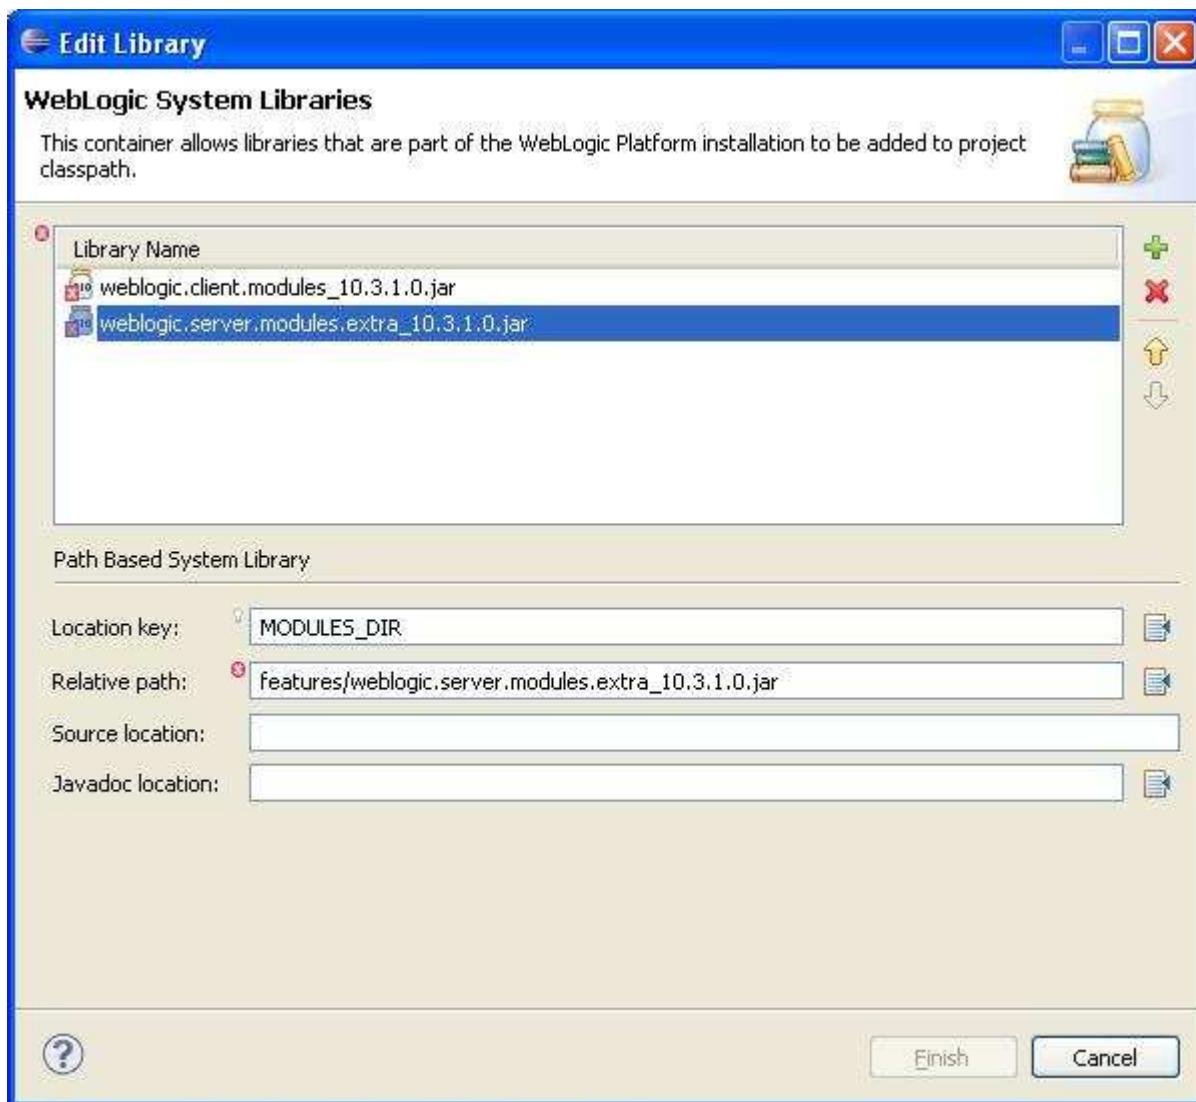 Edit Library
WebLogic System Libraries
This container allows libraries that are part of the WebLogic Platform installation to be added to project
classpath.
Library Name
weblogic.client.modules_10.3.1.0.jar
weblogic.server.modules.extra_10.3.1.0.jar
Path Based System Library
Location key: MODULES_DIR
Relative path: features/weblogic.server.modules.extra_10.3.1.0.jar
Source location:
Javadoc location:
? Finish Cancel